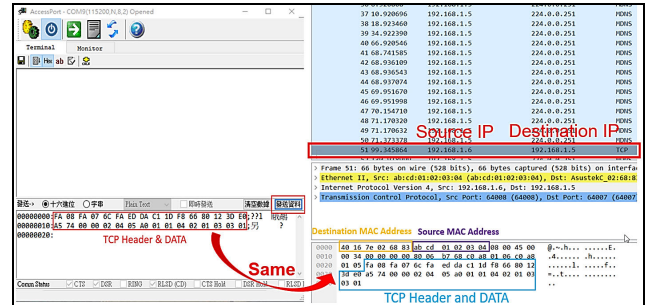 AccessPort - COM9(115200,N,8,2) Opened
Terminal Monitor
Hex ab
37 10.920696 192.168.1.5 224.0.0.251 MDNS
38 18.923460 192.168.1.5 224.0.0.251 MDNS
39 34.922390 192.168.1.5 224.0.0.251 MDNS
40 66.920546 192.168.1.5 224.0.0.251 MDNS
41 68.741585 192.168.1.5 224.0.0.251 MDNS
42 68.936109 192.168.1.5 224.0.0.251 MDNS
43 68.936543 192.168.1.5 224.0.0.251 MDNS
44 68.937074 192.168.1.5 224.0.0.251 MDNS
45 69.951670 192.168.1.5 224.0.0.251 MDNS
46 69.951998 192.168.1.5 224.0.0.251 MDNS
47 70.154710 192.168.1.5 224.0.0.251 MDNS
48 71.170320 192.168.1.5 224.0.0.251 MDNS
49 71.170632 192.168.1.5 224.0.0.251 MDNS
Source IP Destination IP
50 71.373378 192.168.1.5 224.0.0.251 MDNS
51 99.345864 192.168.1.6 192.168.1.5 TCP
Frame 51: 66 bytes on wire (528 bits), 66 bytes captured (528 bits) on interfa
Ethernet II, Src: ab:cd:01:02:03:04 (ab:cd:01:02:03:04), Dst: AsustekC_02:68:8
Internet Protocol Version 4, Src: 192.168.1.6, Dst: 192.168.1.5
Transmission Control Protocol, Src Port: 64008 (64008), Dst Port: 64007 (64007
發送-> 十六進位 字串 Plain Text 即時發送 清空數據 發送資料
00000000:FA 08 FA 07 6C FA ED DA C1 1D F8 66 80 12 3D E0;??l
00000010:A5 74 00 00 02 04 05 A0 01 01 04 02 01 03 03 01;
00000020:
TCP Header & DATA
Same
Comm Status CTS DSR RING RLSD (CD) CTS Hold DSR Hold RLSD
Destination MAC Address Source MAC Address
0000 40 16 7e 02 68 83 ab cd 01 02 03 04 08 00 45 00 @.~.h... ......E.
0010 00 34 00 00 00 00 80 06 b7 68 c0 a8 01 06 c0 a8 .4...... .h......
0020 01 05 fa 08 fa 07 6c fa ed da c1 1d f8 66 80 12 ......l. .....f..
0030 3d e0 a5 74 00 00 02 04 05 a0 01 01 04 02 01 03 =..t.... ........
03 01 ..
TCP Header and DATA